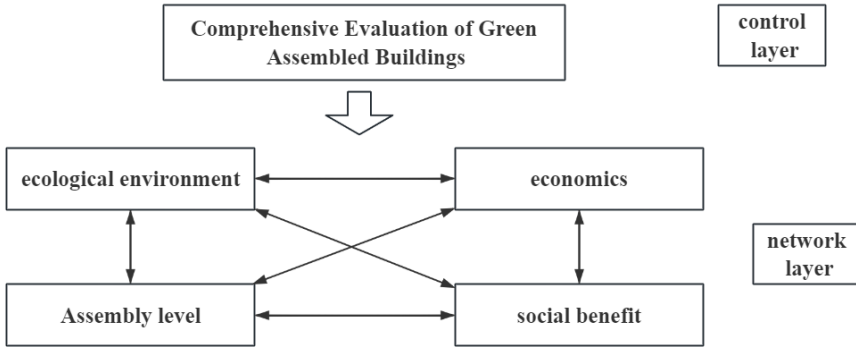 Comprehensive Evaluation of Green
Assembled Buildings
control
layer
ecological environment
economics
network
layer
Assembly level
social benefit